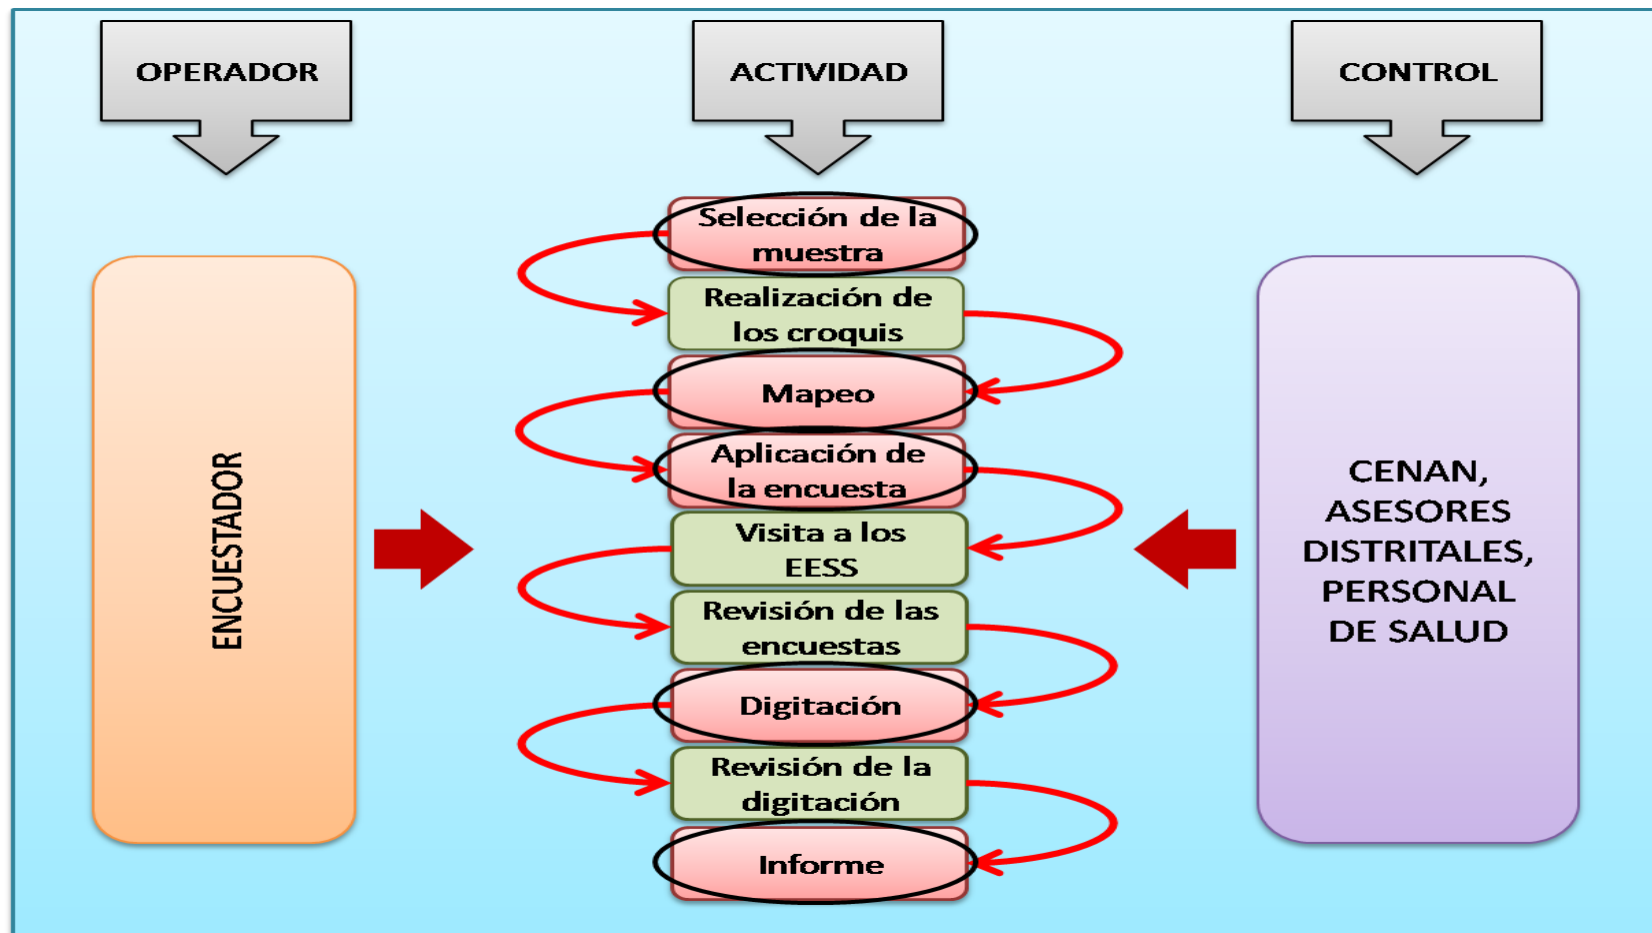 OPERADOR
ACTIVIDAD
CONTROL
Selección de la
muestra
Realización de
los croquis
Mapeo
Aplicación de
la encuesta
Visita a los
EESS
Revisión de las
encuestas
Digitación
Revisión de la
digitación
Informe
ENCUESTADOR
CENAN,
ASESORES
DISTRITALES,
PERSONAL
DE SALUD